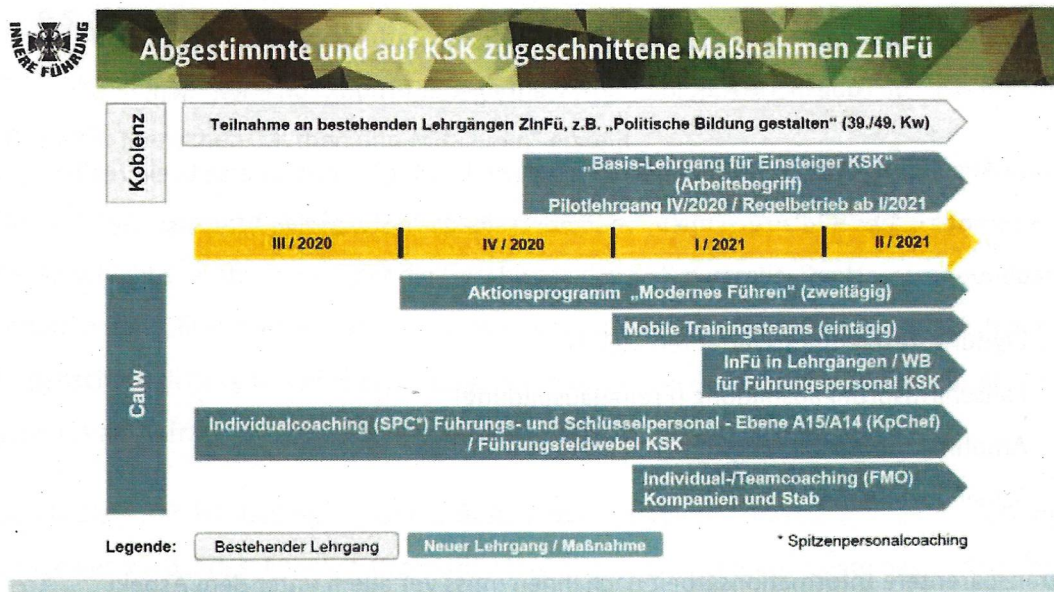 INNERE FÜHRUNG
Abgestimmte und auf KSK zugeschnittene Maßnahmen ZInFü
Koblenz
Teilnahme an bestehenden Lehrgängen ZInFü, z.B. „Politische Bildung gestalten“ (39./49. Kw)
„Basis-Lehrgang für Einsteiger KSK“
(Arbeitsbegriff)
Pilotlehrgang IV/2020 / Regelbetrieb ab I/2021
III / 2020
IV / 2020
I / 2021
II / 2021
Calw
Aktionsprogramm „Modernes Führen“ (zweitägig)
Mobile Trainingsteams (eintägig)
InFü in Lehrgängen / WB
für Führungspersonal KSK
Individualcoaching (SPC*) Führungs- und Schlüsselpersonal - Ebene A15/A14 (KpChef)
/ Führungsfeldwebel KSK
Individual-/Teamcoaching (FMO)
Kompanien und Stab
Legende:
Bestehender Lehrgang
Neuer Lehrgang / Maßnahme
* Spitzenpersonalcoaching